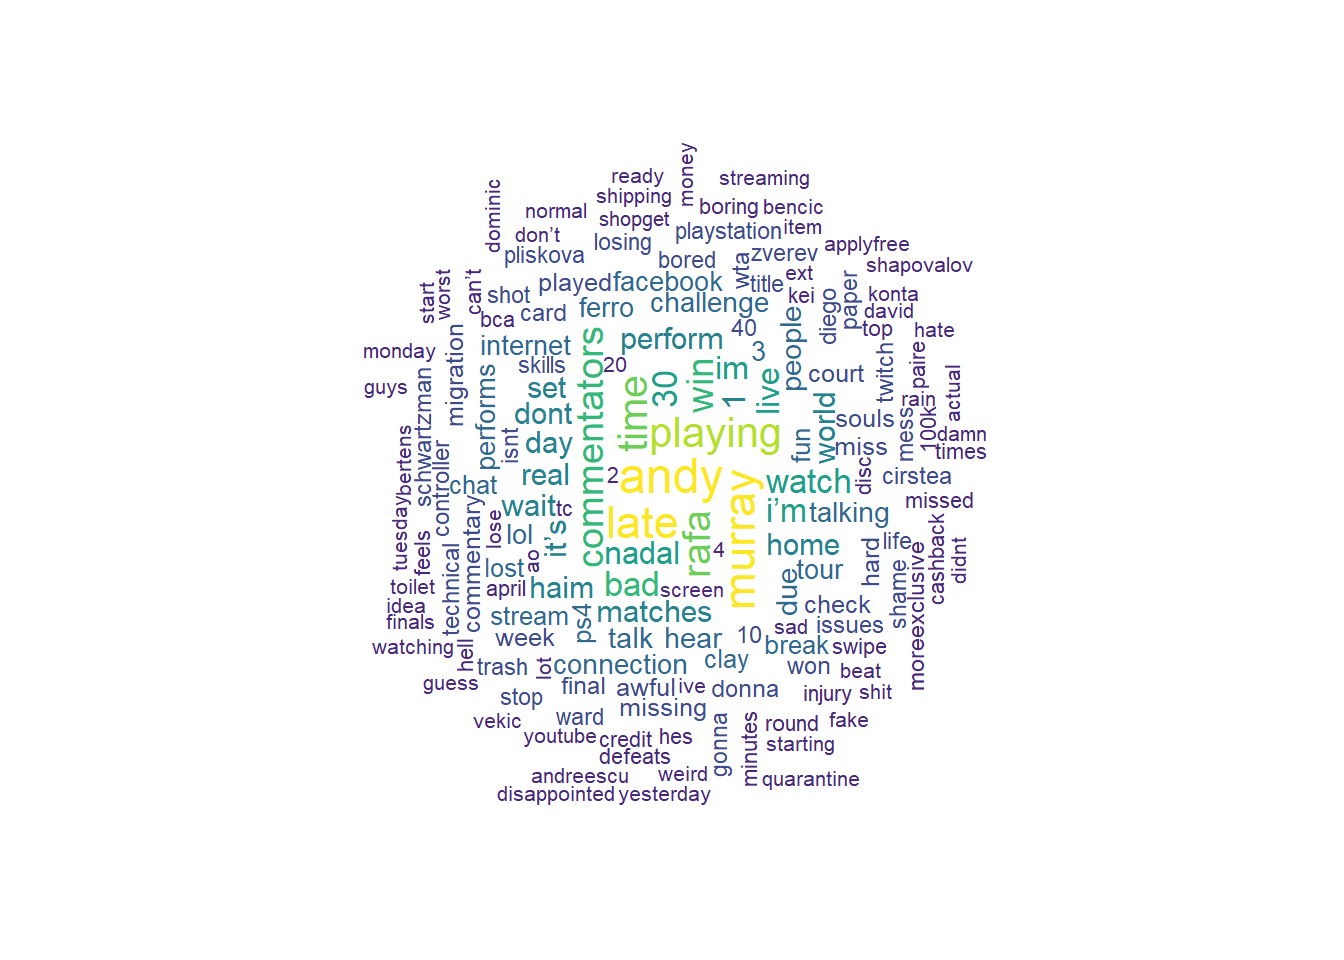 ready
money
streaming
shipping
dominic
normal
shopget
boring
bencic
don’t
losing
playstation
item
pliskova
bored
wta
zverev
applyfree
shapovalov
start
worst
can’t
shot
played
facebook
title
ext
kei
diego
paper
konta
bca
card
ferro
challenge
david
monday
internet
perform
40
3
people
top
hate
guys
migration
skills
20
commentators
win
im
live
court
twitch
paire
schwartzman
performs
set
time
30
1
world
rain
actual
dont
playing
souls
100k
isnt
day
fun
miss
mess
damn
times
tuesday
bertens
controller
chat
real
2
andy
murray
watch
disc
cirstea
wait
tc
late
rafa
i’m
talking
missed
feels
technical
commentary
lose
lol
it’s
nadal
4
home
hard
life
cashback
didnt
toilet
lost
ao
april
haim
bad
screen
due
tour
shame
moreexclusive
idea
finals
stream
ps4
matches
check
watching
hell
week
talk
hear
10
sad
issues
break
swipe
guess
trash
lot
connection
clay
won
beat
stop
final
awful
ive
donna
injury
shit
vekic
ward
missing
gonna
minutes
round
fake
youtube
credit
hes
starting
defeats
andreescu
weird
quarantine
disappointed
yesterday